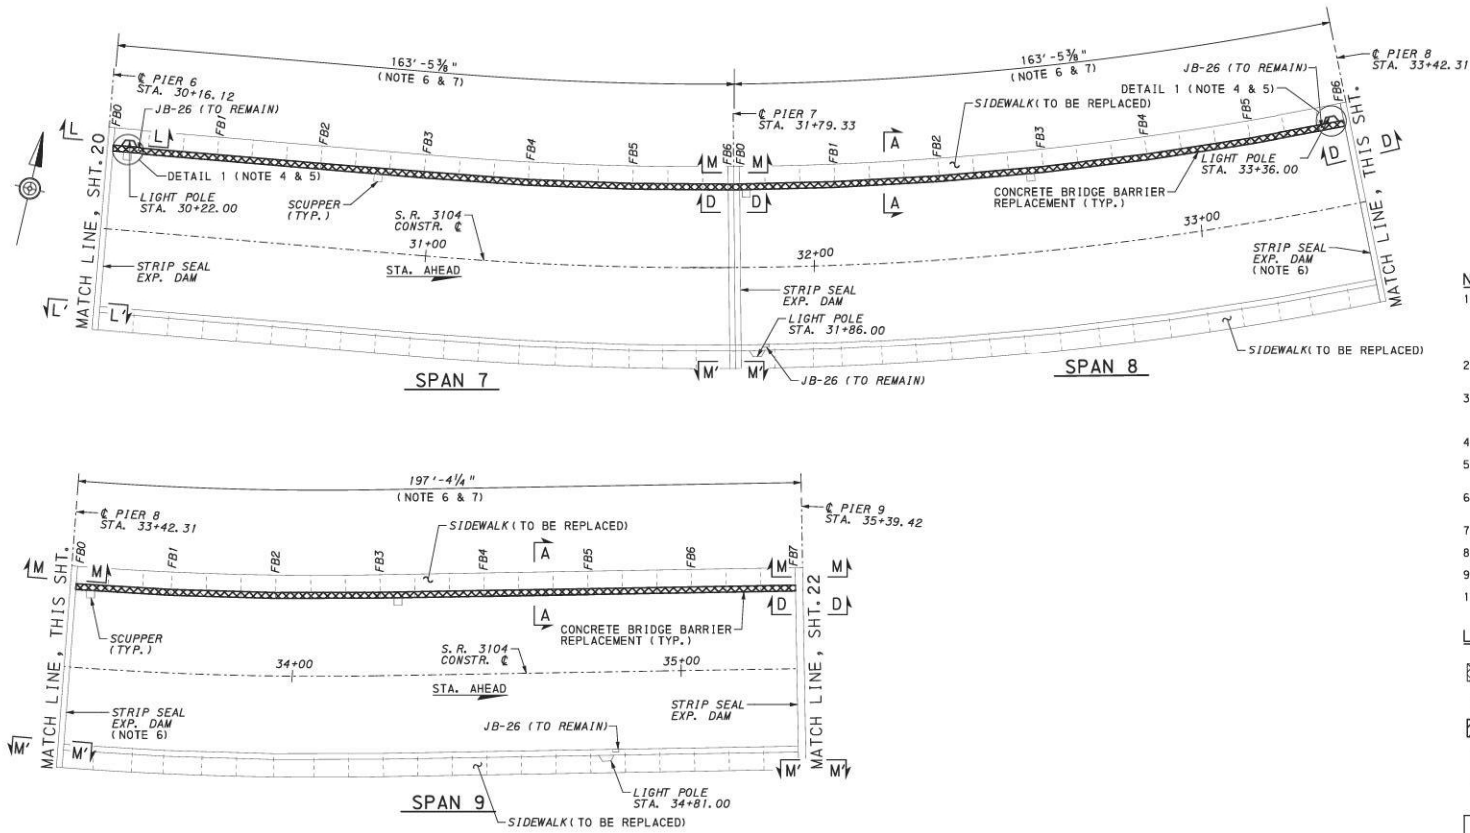 163'-5⅜"
(NOTE 6 & 7)
163'-5⅜"
(NOTE 6 & 7)
℄ PIER 6
STA. 30+16.12
JB-26 (TO REMAIN)
℄ PIER 7
STA. 31+79.33
JB-26 (TO REMAIN)
DETAIL 1 (NOTE 4 & 5)
SIDEWALK(TO BE REPLACED)
℄ PIER 8
STA. 33+42.31
FB0
FB1
FB2
FB3
FB4
FB5
FB6
FB0
FB1
FB2
FB3
FB4
FB5
FB6
L
L
M
M
A
D
D
D
D
A
DETAIL 1 (NOTE 4 & 5)
LIGHT POLE
STA. 30+22.00
SCUPPER
(TYP.)
S.R. 3104
CONSTR. ℄
31+00
STA. AHEAD
LIGHT POLE
STA. 33+36.00
CONCRETE BRIDGE BARRIER
REPLACEMENT (TYP.)
32+00
33+00
MATCH LINE, SHT.20
MATCH LINE, THIS SHT.
STRIP SEAL
EXP. DAM
STRIP SEAL
EXP. DAM
STRIP SEAL
EXP. DAM
(NOTE 6)
L'
L'
LIGHT POLE
STA. 31+86.00
M'
M'
JB-26 (TO REMAIN)
SIDEWALK(TO BE REPLACED)
SPAN 7
SPAN 8
N
1
2
3
4
5
6
7
8
9
1
L
197'-4¼"
(NOTE 6 & 7)
℄ PIER 8
STA. 33+42.31
SIDEWALK(TO BE REPLACED)
℄ PIER 9
STA. 35+39.42
FB0
FB1
FB2
FB3
FB4
FB5
FB6
FB7
M
M
A
M
M
A
D
D
SCUPPER
(TYP.)
CONCRETE BRIDGE BARRIER
REPLACEMENT (TYP.)
34+00
S.R. 3104
CONSTR. ℄
35+00
STA. AHEAD
MATCH LINE, THIS SHT.
MATCH LINE, SHT.22
STRIP SEAL
EXP. DAM
(NOTE 6)
STRIP SEAL
EXP. DAM
JB-26 (TO REMAIN)
M'
M'
M'
M'
LIGHT POLE
STA. 34+81.00
SPAN 9
SIDEWALK(TO BE REPLACED)